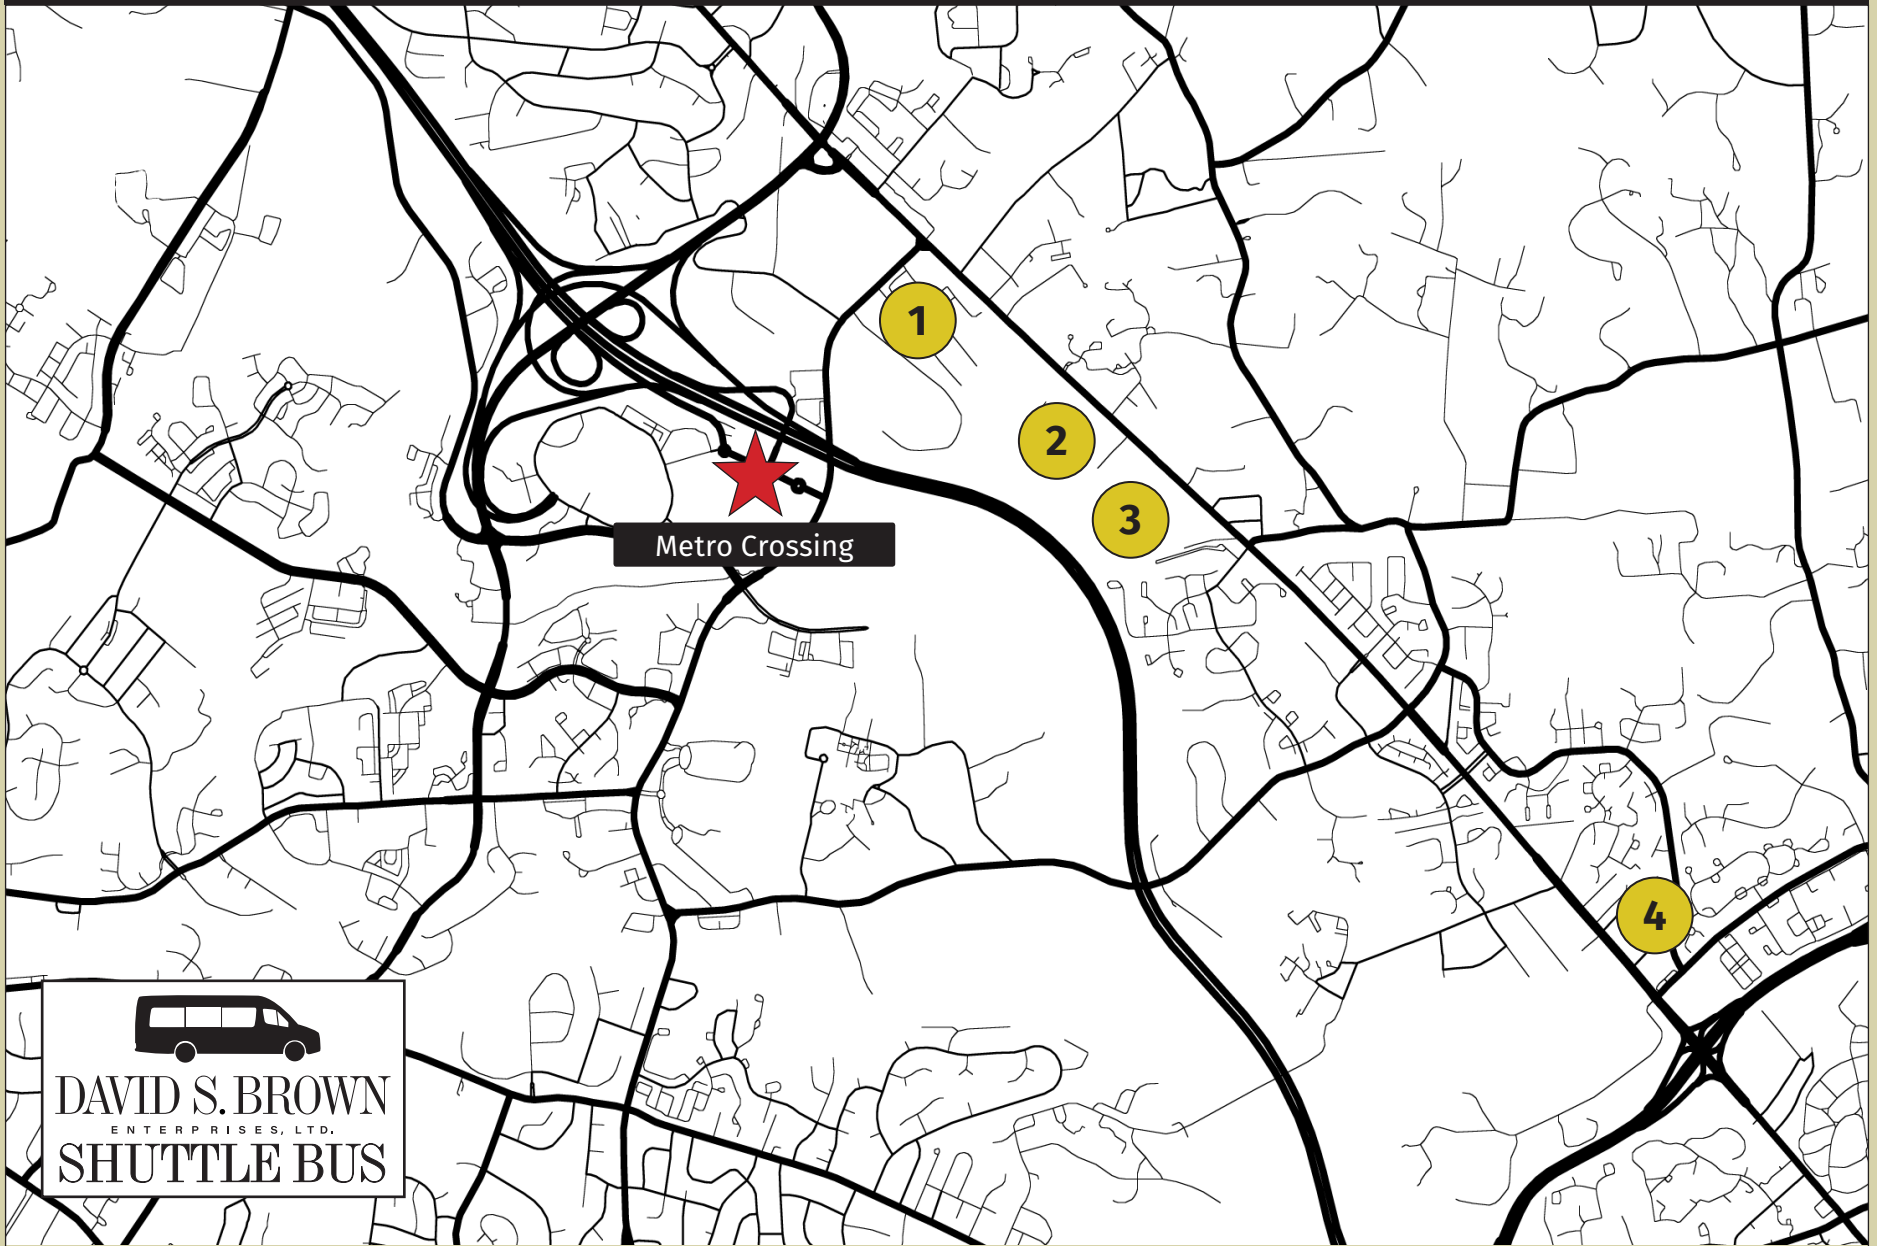 1
2
3
Metro Crossing
4
DAVID S. BROWN
ENTERPRISES, LTD.
SHUTTLE BUS